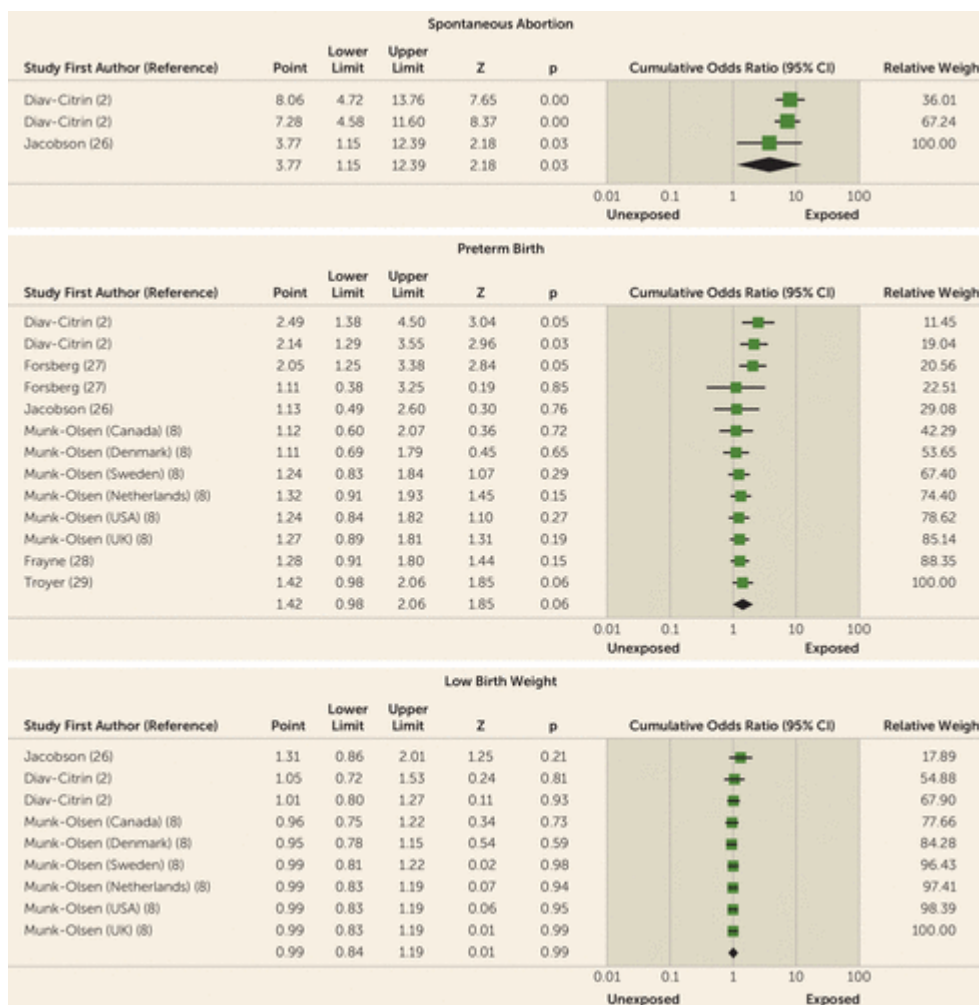 Spontaneous Abortion
Study First Author (Reference) Point Lower Limit Upper Limit Z p Cumulative Odds Ratio (95% CI) Relative Weigh
Diav-Citrin (2) 8.06 4.72 13.76 7.65 0.00 36.01
Diav-Citrin (2) 7.28 4.58 11.60 8.37 0.00 67.24
Jacobson (26) 3.77 1.15 12.39 2.18 0.03 100.00
3.77 1.15 12.39 2.18 0.03
0.01 0.1 1 10 100
Unexposed Exposed
Preterm Birth
Study First Author (Reference) Point Lower Limit Upper Limit Z p Cumulative Odds Ratio (95% CI) Relative Weigh
Diav-Citrin (2) 2.49 1.38 4.50 3.04 0.05 11.45
Diav-Citrin (2) 2.14 1.29 3.55 2.96 0.03 19.04
Forsberg (27) 2.05 1.25 3.38 2.84 0.05 20.56
Forsberg (27) 1.11 0.38 3.25 0.19 0.85 22.51
Jacobson (26) 1.13 0.49 2.60 0.30 0.76 29.08
Munk-Olsen (Canada) (8) 1.12 0.60 2.07 0.36 0.72 42.29
Munk-Olsen (Denmark) (8) 1.11 0.69 1.79 0.45 0.65 53.65
Munk-Olsen (Sweden) (8) 1.24 0.83 1.84 1.07 0.29 67.40
Munk-Olsen (Netherlands) (8) 1.32 0.91 1.93 1.45 0.15 74.40
Munk-Olsen (USA) (8) 1.24 0.84 1.82 1.10 0.27 78.62
Munk-Olsen (UK) (8) 1.27 0.89 1.81 1.31 0.19 85.14
Frayne (28) 1.28 0.91 1.80 1.44 0.15 88.35
Troyer (29) 1.42 0.98 2.06 1.85 0.06 100.00
1.42 0.98 2.06 1.85 0.06
0.01 0.1 1 10 100
Unexposed Exposed
Low Birth Weight
Study First Author (Reference) Point Lower Limit Upper Limit Z p Cumulative Odds Ratio (95% CI) Relative Weigh
Jacobson (26) 1.31 0.86 2.01 1.25 0.21 17.89
Diav-Citrin (2) 1.05 0.72 1.53 0.24 0.81 54.88
Diav-Citrin (2) 1.01 0.80 1.27 0.11 0.93 67.90
Munk-Olsen (Canada) (8) 0.96 0.75 1.22 0.34 0.73 77.66
Munk-Olsen (Denmark) (8) 0.95 0.78 1.15 0.54 0.59 84.28
Munk-Olsen (Sweden) (8) 0.99 0.81 1.22 0.02 0.98 96.43
Munk-Olsen (Netherlands) (8) 0.99 0.83 1.19 0.07 0.94 97.41
Munk-Olsen (USA) (8) 0.99 0.83 1.19 0.06 0.95 98.39
Munk-Olsen (UK) (8) 0.99 0.83 1.19 0.01 0.99 100.00
0.99 0.84 1.19 0.01 0.99
0.01 0.1 1 10 100
Unexposed Exposed